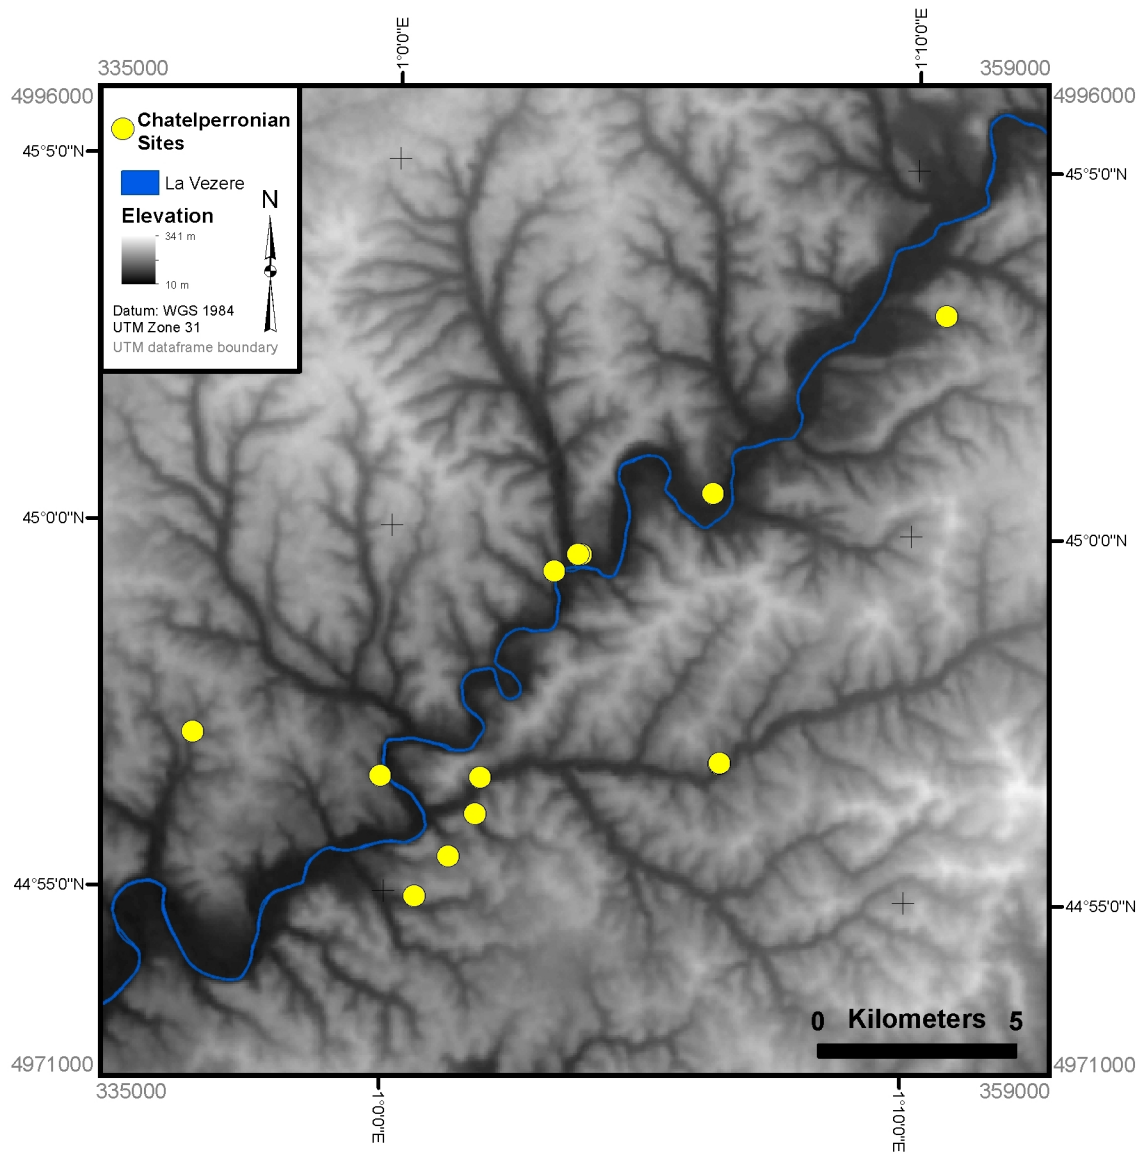 1°0'0"E
1°10'0"E
335000
359000
4996000
4996000
Chatelperronian
Sites
La Vezere
N
Elevation
341 m
10 m
Datum: WGS 1984
UTM Zone 31
UTM dataframe boundary
45°5'0"N
45°5'0"N
45°0'0"N
45°0'0"N
44°55'0"N
44°55'0"N
0 Kilometers 5
4971000
4971000
335000
359000
1°0'0"E
1°10'0"E